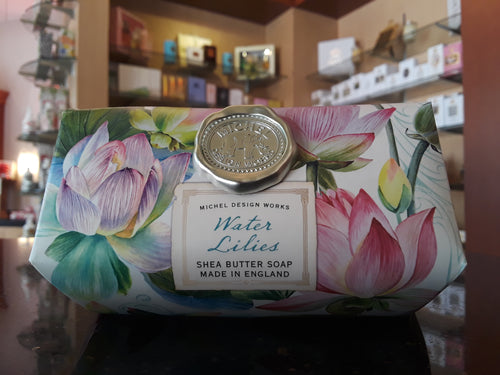 MICHEL DESIGN WORKS
Water
Lilies
SHEA BUTTER SOAP
MADE IN ENGLAND